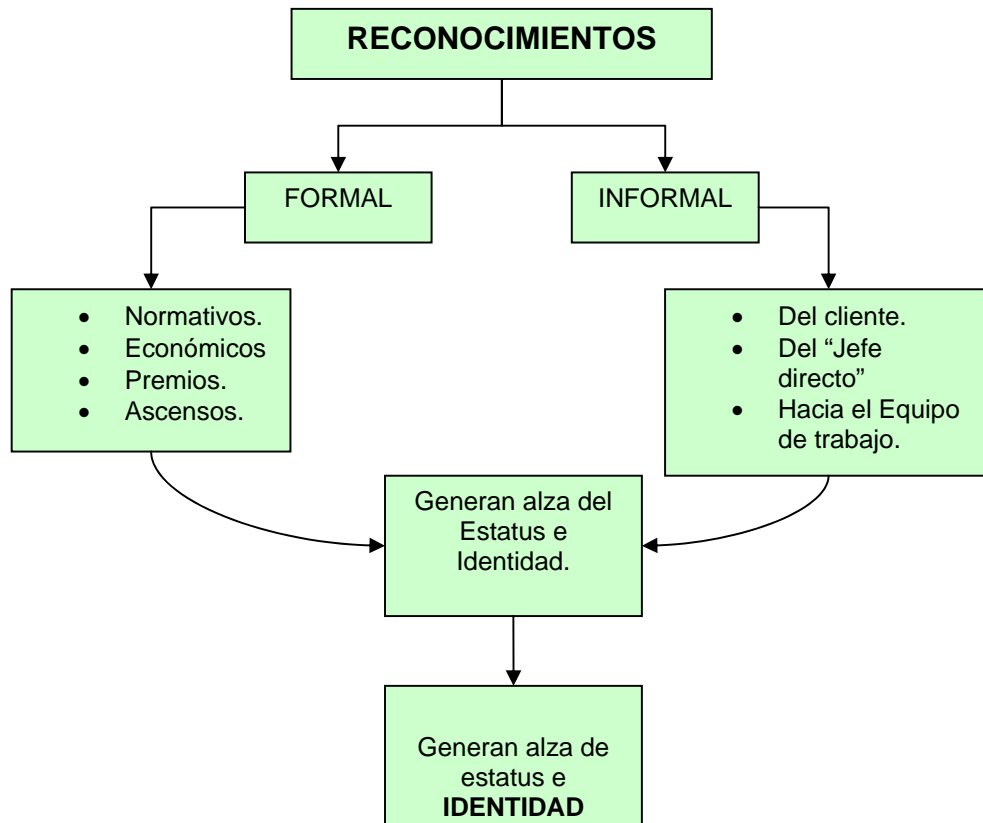 RECONOCIMIENTOS
FORMAL
INFORMAL
• Normativos.
• Económicos
• Premios.
• Ascensos.
• Del cliente.
• Del “Jefe
directo”
• Hacia el Equipo
de trabajo.
Generan alza del
Estatus e
Identidad.
Generan alza de
estatus e
IDENTIDAD